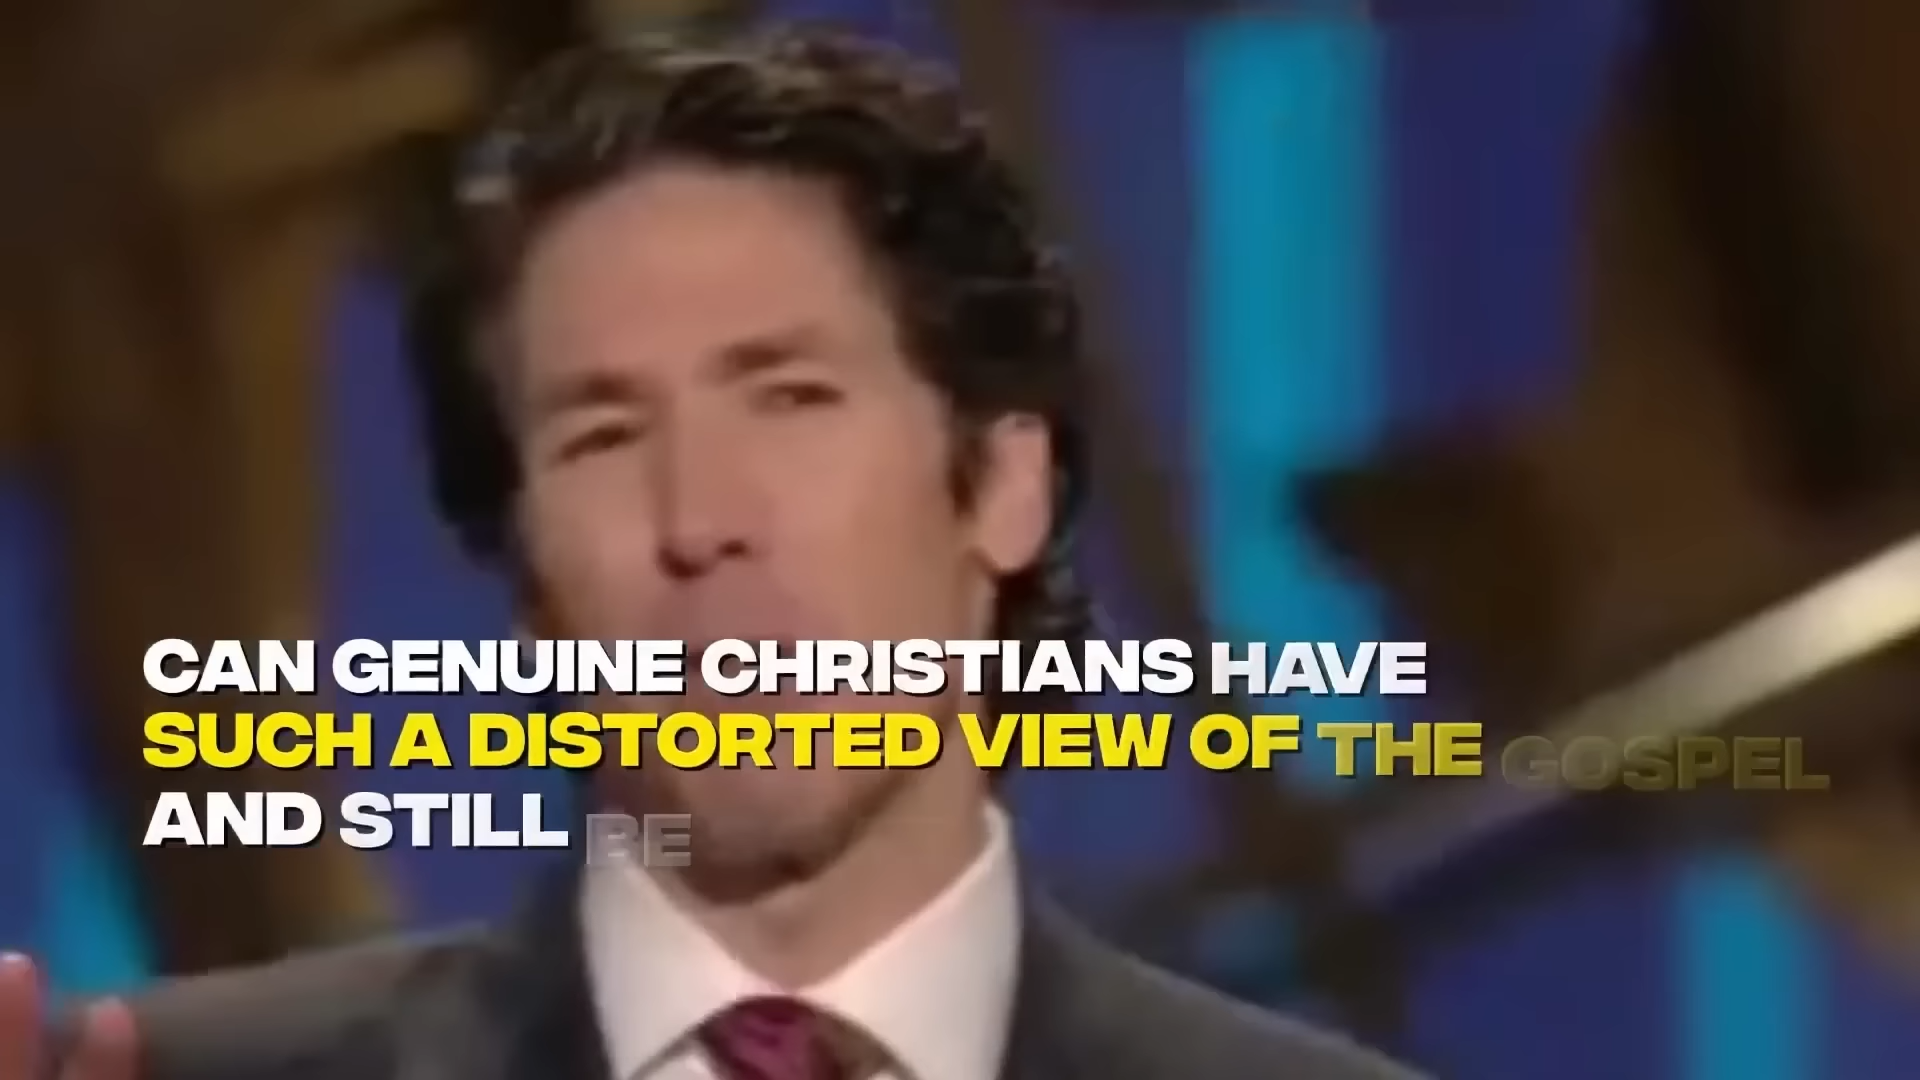 CAN GENUINE CHRISTIANS HAVE
SUCH A DISTORTED VIEW OF THE GOSPEL
AND STILL BE